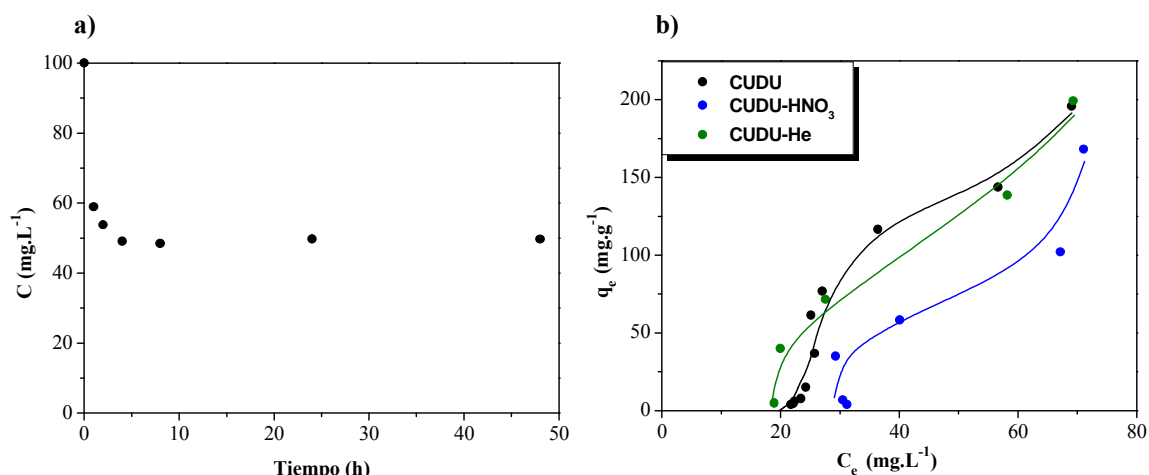 a)
100
80
60
40
20
0
C (mg.L⁻¹)
0 10 20 30 40 50
Tiempo (h)
b)
CUDU
CUDU-HNO₃
CUDU-He
200
150
100
50
0
qₑ (mg.g⁻¹)
0 20 40 60 80
Cₑ (mg.L⁻¹)